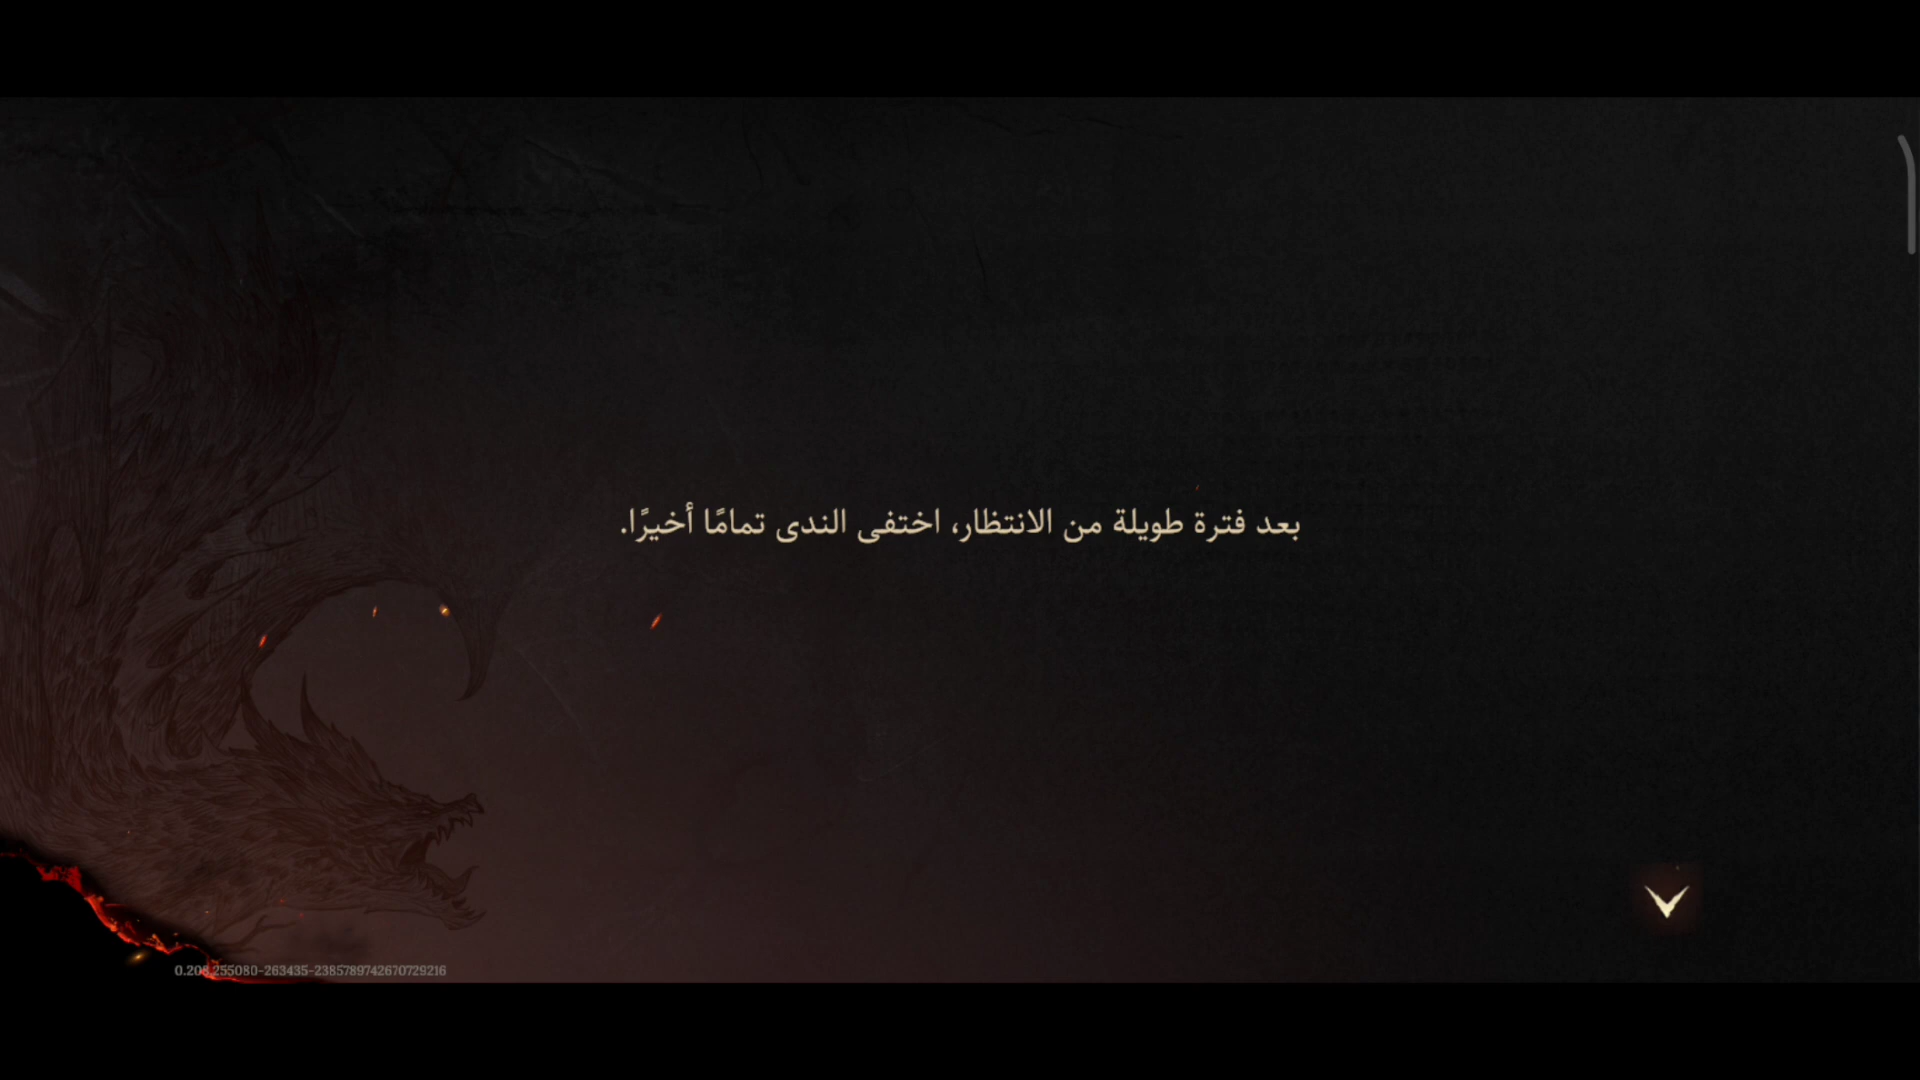 بعد فترة طويلة من الانتظار، اختفى الندى تمامًا أخيرًا.
0.208.255080-263435-2385789742670729216